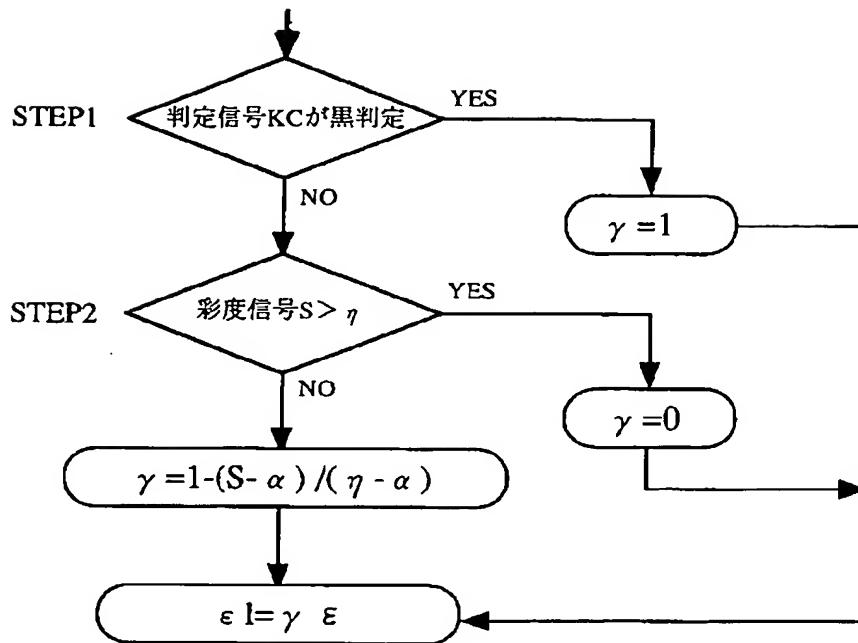 STEP1
判定信号KCが黒判定
YES
NO
γ=1
STEP2
彩度信号S>η
YES
NO
γ=0
γ=1-(S-α)/(η-α)
ε1=γ ε